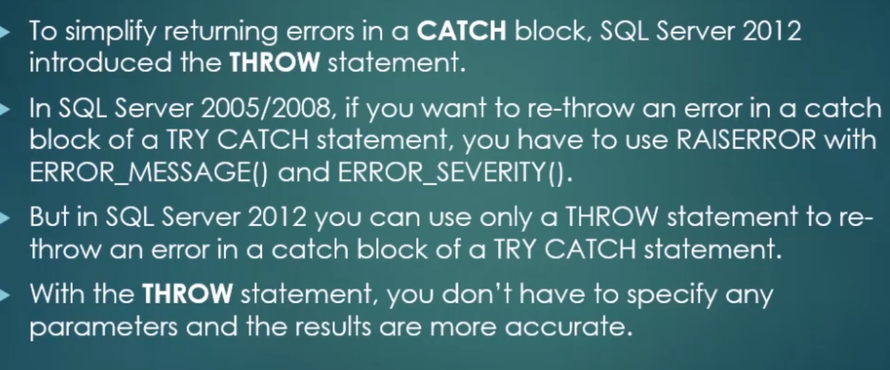 To simplify returning errors in a CATCH block, SQL Server 2012
introduced the THROW statement.
In SQL Server 2005/2008, if you want to re-throw an error in a catch
block of a TRY CATCH statement, you have to use RAISERROR with
ERROR_MESSAGE() and ERROR_SEVERITY().
But in SQL Server 2012 you can use only a THROW statement to re-
throw an error in a catch block of a TRY CATCH statement.
With the THROW statement, you don't have to specify any
parameters and the results are more accurate.